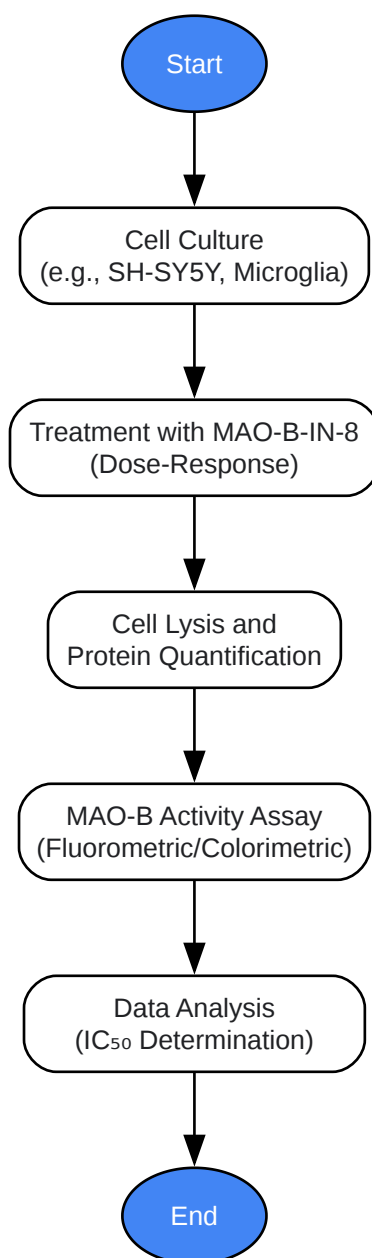 Start
Cell Culture
(e.g., SH-SY5Y, Microglia)
Treatment with MAO-B-IN-8
(Dose-Response)
Cell Lysis and
Protein Quantification
MAO-B Activity Assay
(Fluorometric/Colorimetric)
Data Analysis
(IC₅₀ Determination)
End